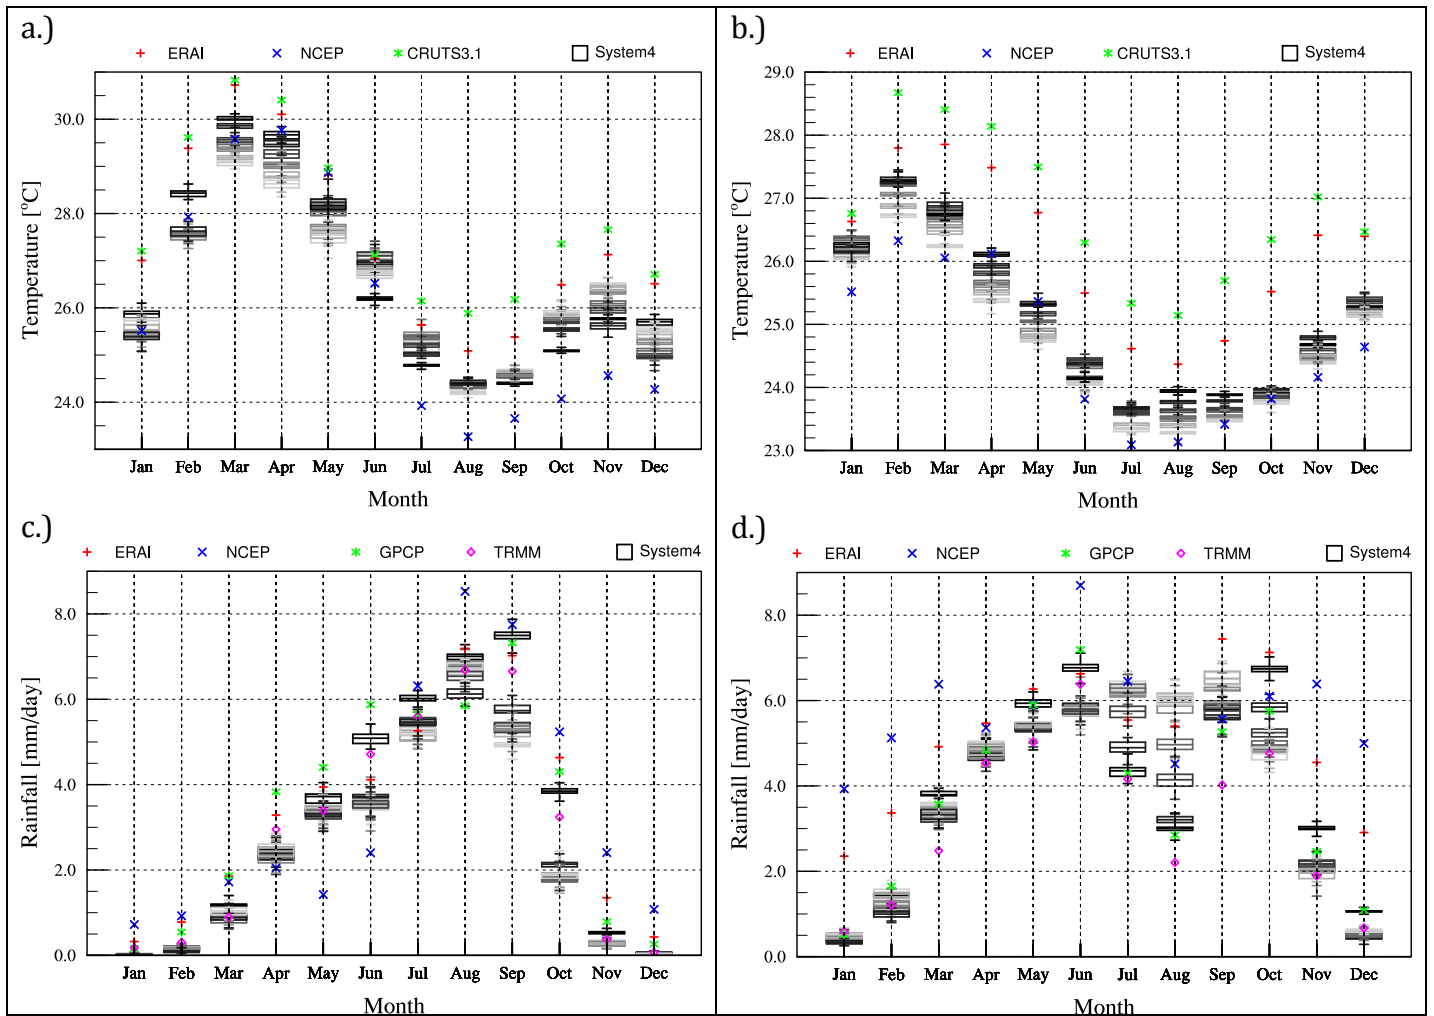 a.)
ERAI NCEP CRUTS3.1 System4
Temperature [°C]
30.0
28.0
26.0
24.0
Jan Feb Mar Apr May Jun Jul Aug Sep Oct Nov Dec
Month
b.)
ERAI NCEP CRUTS3.1 System4
Temperature [°C]
29.0
28.0
27.0
26.0
25.0
24.0
23.0
Jan Feb Mar Apr May Jun Jul Aug Sep Oct Nov Dec
Month
c.)
ERAI NCEP GPCP TRMM System4
Rainfall [mm/day]
8.0
6.0
4.0
2.0
0.0
Jan Feb Mar Apr May Jun Jul Aug Sep Oct Nov Dec
Month
d.)
ERAI NCEP GPCP TRMM System4
Rainfall [mm/day]
8.0
6.0
4.0
2.0
0.0
Jan Feb Mar Apr May Jun Jul Aug Sep Oct Nov Dec
Month